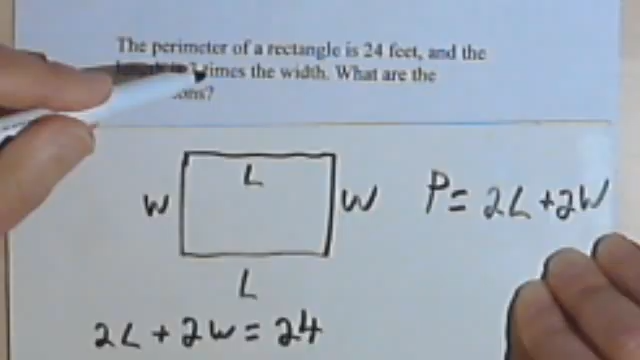 The perimeter of a rectangle is 24 feet, and the
times the width. What are the
L
W
W
P = 2L + 2W
L
2L + 2W = 24